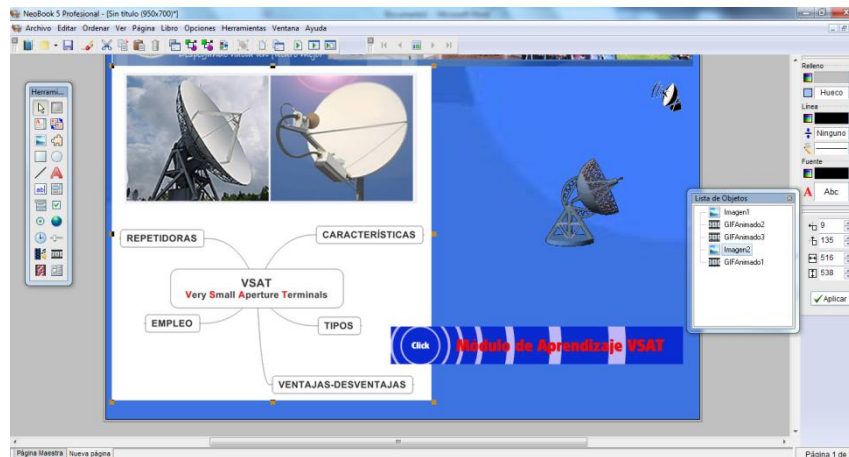 NeoBook 5 Profesional - [Sin título (950x700)*]
Archivo Editar Ordenar Ver Página Libro Opciones Herramientas Ventana Ayuda
Herrami...
REPETIDORAS
CARACTERÍSTICAS
VSAT
Very Small Aperture Terminals
EMPLEO
TIPOS
VENTAJAS-DESVENTAJAS
Click
Módulo de Aprendizaje VSAT
Lista de Objetos
Imagen1
GIFAnimado2
GIFAnimado3
Imagen2
GIFAnimado1
Relleno
Hueco
Línea
Ninguno
Fuente
A Abc
9
135
516
538
Aplicar
Página Maestra Nueva página
Página 1 de